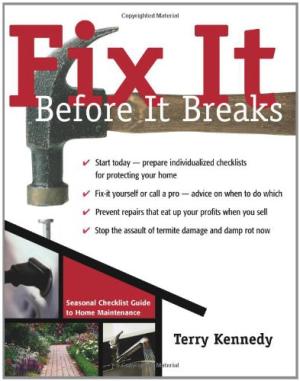 Copyrighted Material
Fix It
Before It Breaks
✔ Start today — prepare individualized checklists
for protecting your home
✔ Fix-it yourself or call a pro — advice on when to do which
✔ Prevent repairs that eat up your profits when you sell
✔ Stop the assault of termite damage and damp rot now
Seasonal Checklist Guide
to Home Maintenance
Terry Kennedy
Copyrighted Material